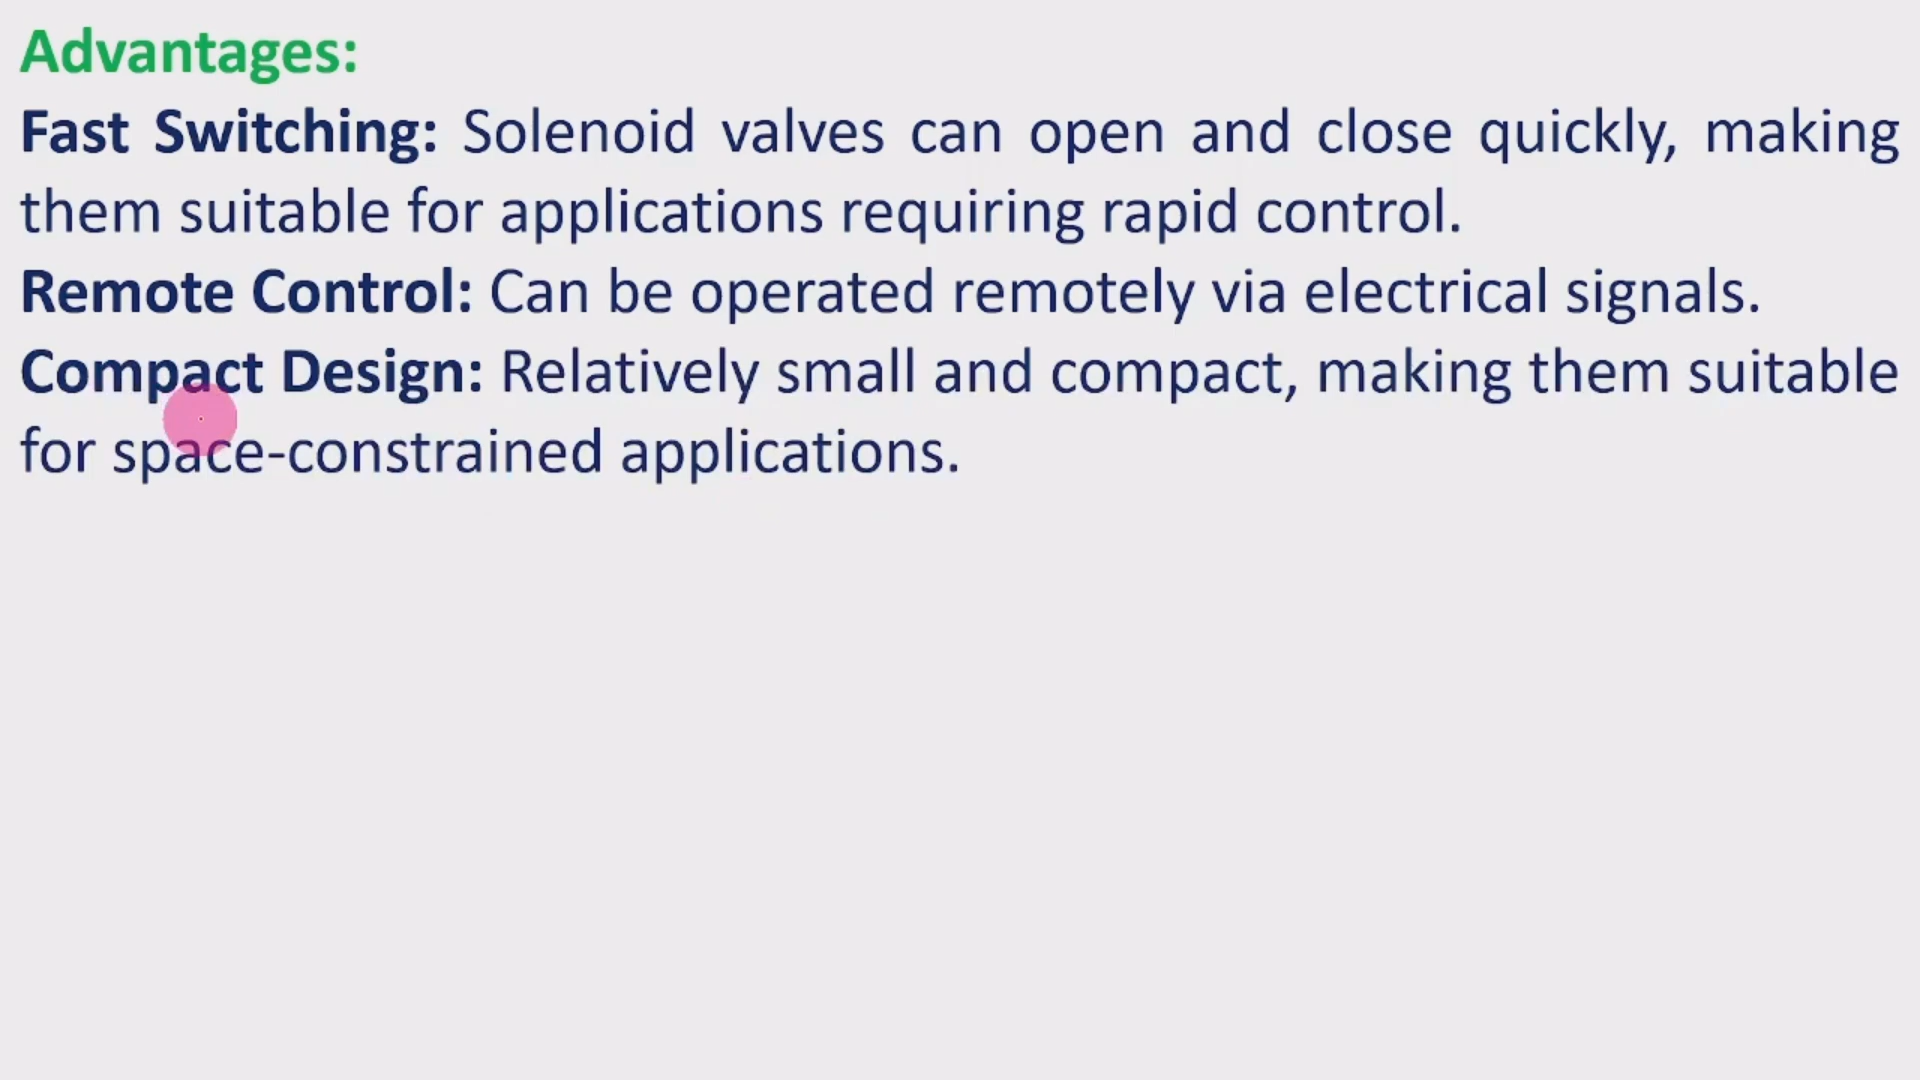 Advantages:
Fast Switching: Solenoid valves can open and close quickly, making
them suitable for applications requiring rapid control.
Remote Control: Can be operated remotely via electrical signals.
Compact Design: Relatively small and compact, making them suitable
for space-constrained applications.